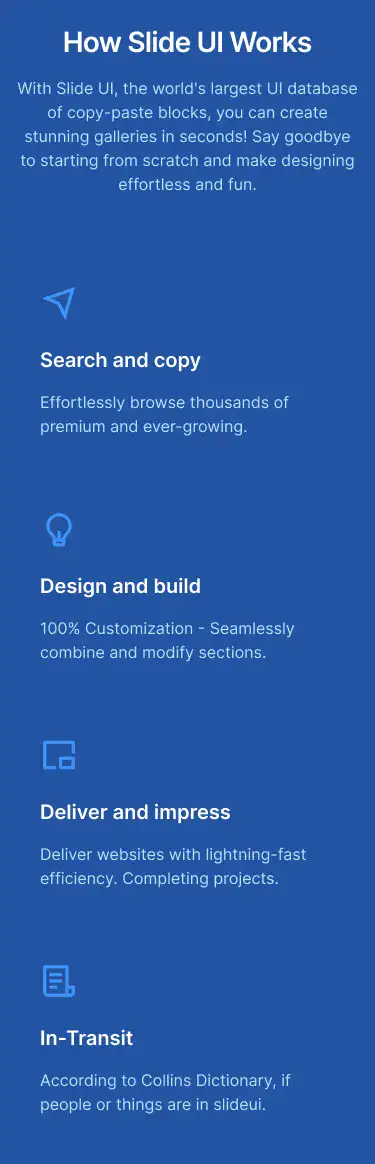 How Slide UI Works
With Slide UI, the world's largest UI database
of copy-paste blocks, you can create
stunning galleries in seconds! Say goodbye
to starting from scratch and make designing
effortless and fun.
Search and copy
Effortlessly browse thousands of
premium and ever-growing.
Design and build
100% Customization - Seamlessly
combine and modify sections.
Deliver and impress
Deliver websites with lightning-fast
efficiency. Completing projects.
In-Transit
According to Collins Dictionary, if
people or things are in slideui.